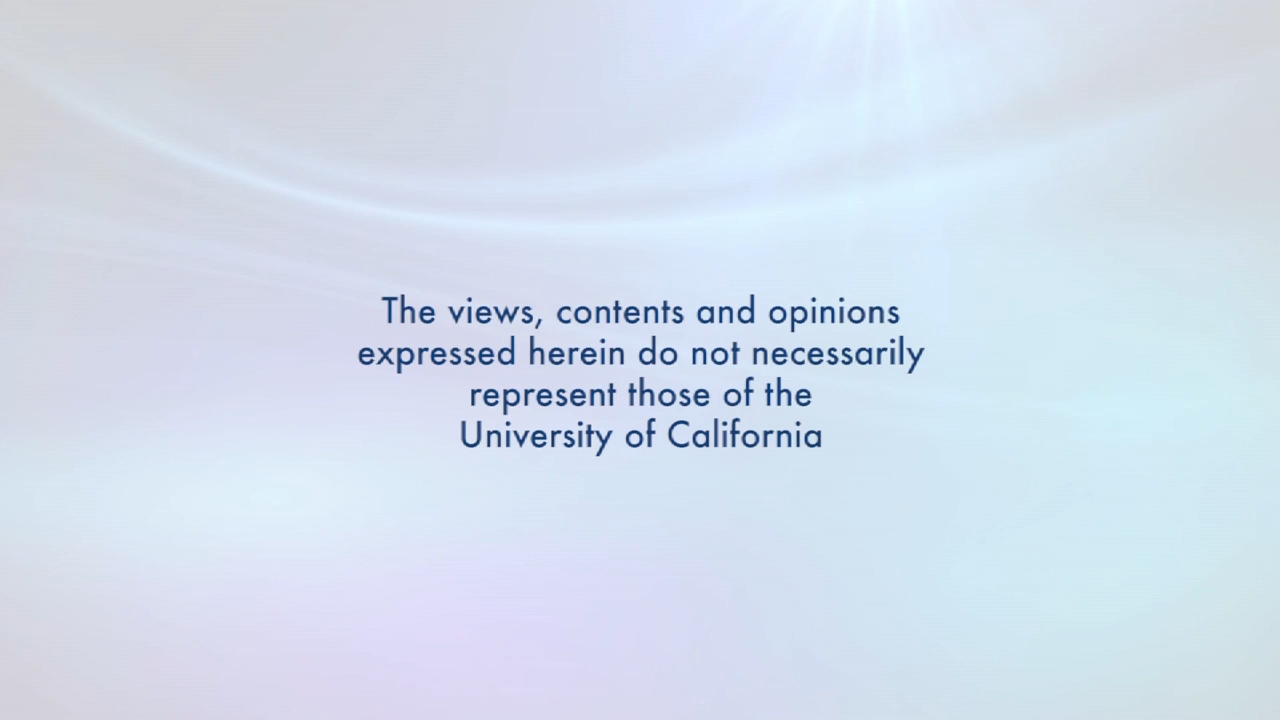 The views, contents and opinions
expressed herein do not necessarily
represent those of the
University of California